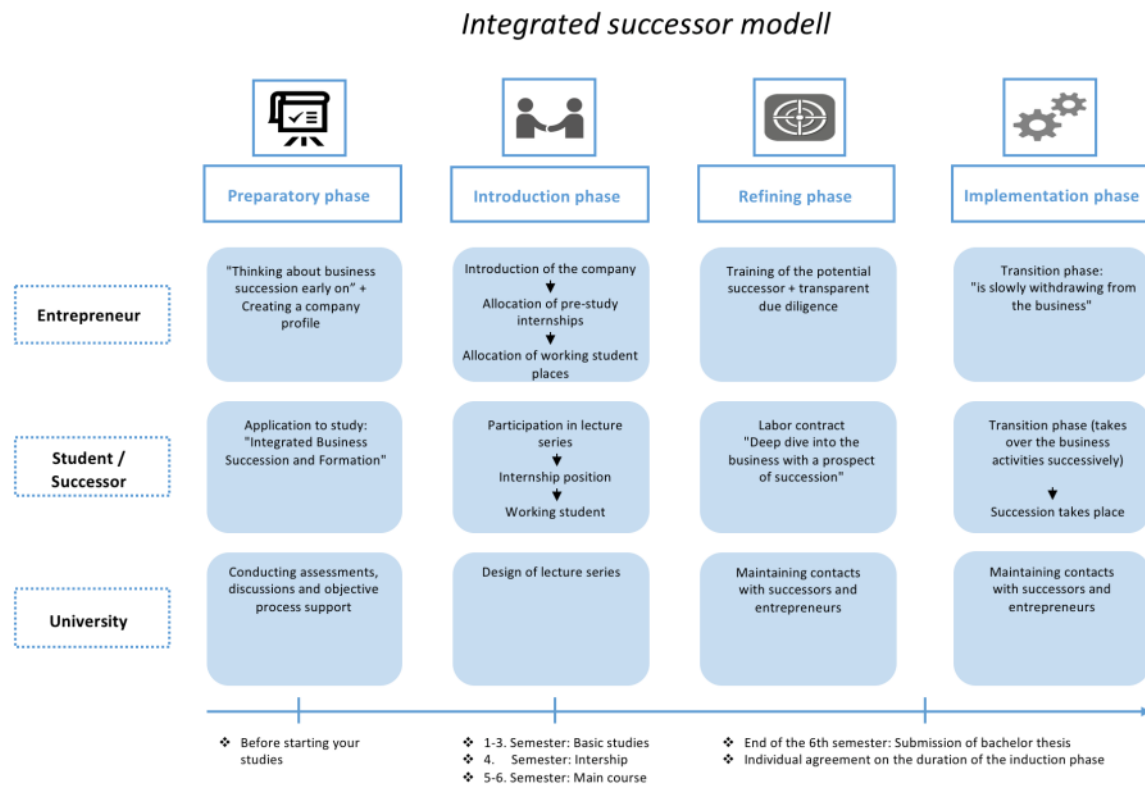 Integrated successor modell
Preparatory phase
Introduction phase
Refining phase
Implementation phase
Entrepreneur
"Thinking about business
succession early on" +
Creating a company
profile
Introduction of the company
Allocation of pre-study
internships
Allocation of working student
places
Training of the potential
successor + transparent
due diligence
Transition phase:
"is slowly withdrawing from
the business"
Student /
Successor
Application to study:
"Integrated Business
Succession and Formation"
Participation in lecture
series
Internship position
Working student
Labor contract
"Deep dive into the
business with a prospect
of succession"
Transition phase (takes
over the business
activities successively)
Succession takes place
University
Conducting assessments,
discussions and objective
process support
Design of lecture series
Maintaining contacts
with successors and
entrepreneurs
Maintaining contacts
with successors and
entrepreneurs
❖ Before starting your
studies
❖ 1-3. Semester: Basic studies
❖ 4. Semester: Intership
❖ 5-6. Semester: Main course
❖ End of the 6th semester: Submission of bachelor thesis
❖ Individual agreement on the duration of the induction phase